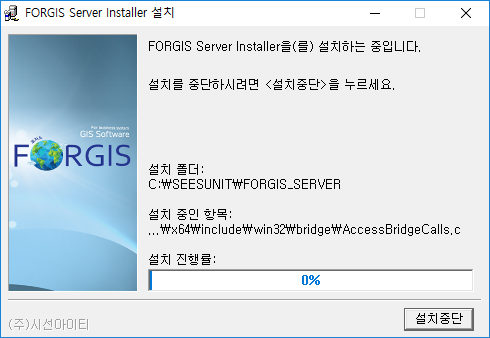 FORGIS Server Installer 설치
FORGIS Server Installer을(를) 설치하는 중입니다.
설치를 중단하시려면 <설치중단>을 누르세요.
For business system
GIS Software
FORGIS
설치 폴더:
C:\SEESUNIT\FORGIS_SERVER
설치 중인 항목:
...\x64\include\win32\bridge\AccessBridgeCalls.c
설치 진행률:
0%
(주)시선아이티
설치중단